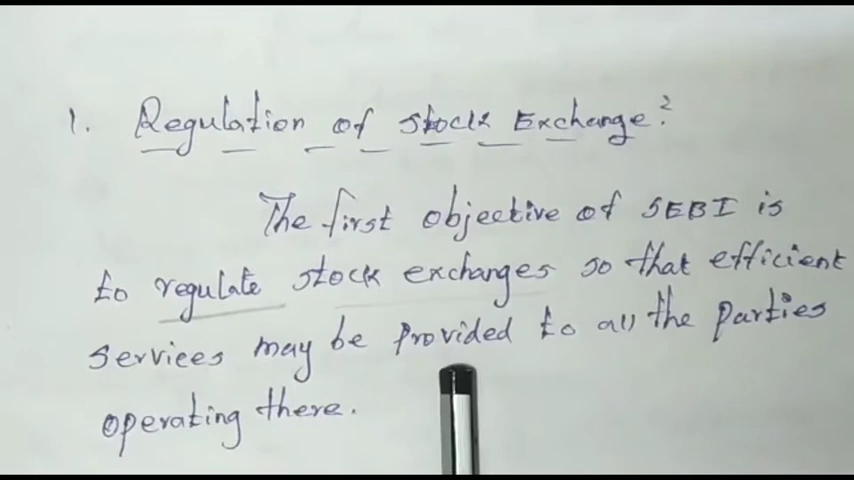 1. Regulation of Stock Exchange?
The first objective of SEBI is
to regulate stock exchanges so that efficient
services may be provided to all the parties
operating there.